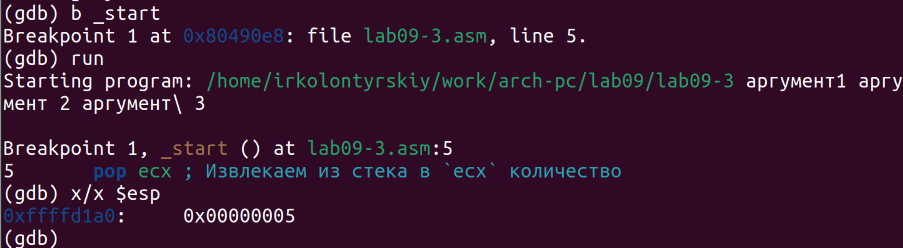 (gdb) b _start
Breakpoint 1 at 0x80490e8: file lab09-3.asm, line 5.
(gdb) run
Starting program: /home/irkolontyrskiy/work/arch-pc/lab09/lab09-3 аргумент1 аргу
мент 2 аргумент\ 3
Breakpoint 1, _start () at lab09-3.asm:5
5 pop ecx ; Извлекаем из стека в `ecx` количество
(gdb) x/x $esp
0xffffd1a0: 0x00000005
(gdb)